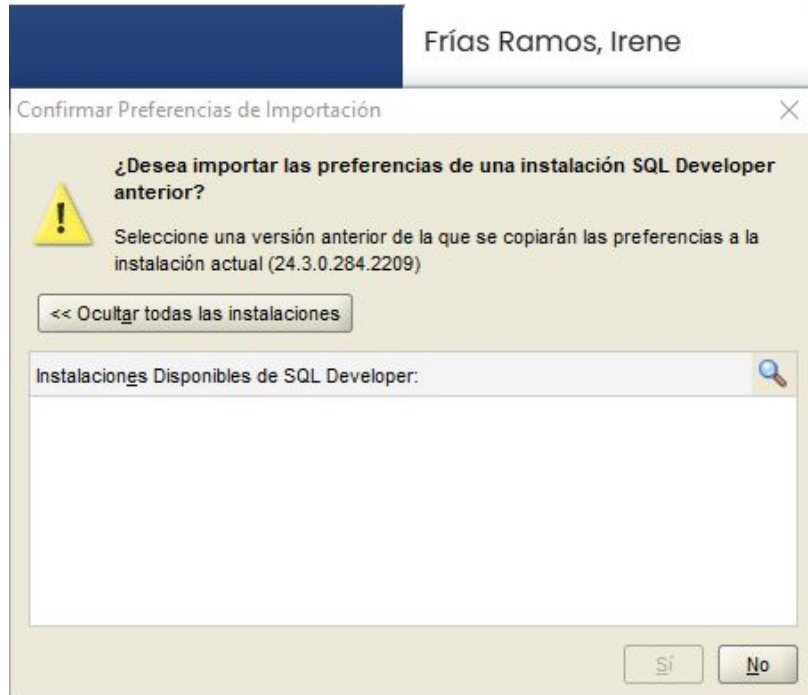 Frías Ramos, Irene
Confirmar Preferencias de Importación
¿Desea importar las preferencias de una instalación SQL Developer
anterior?
Seleccione una versión anterior de la que se copiarán las preferencias a la
instalación actual (24.3.0.284.2209)
<< Ocultar todas las instalaciones
Instalaciones Disponibles de SQL Developer:
Sí
No